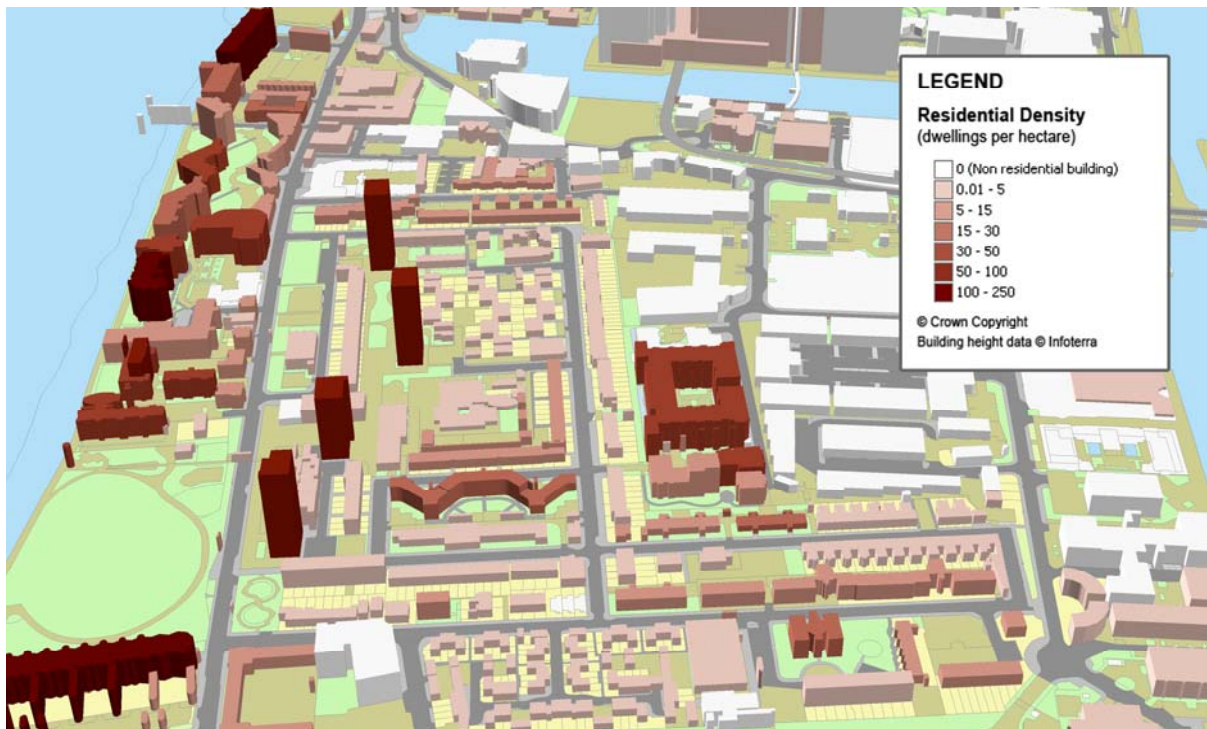 LEGEND
Residential Density
(dwellings per hectare)
0 (Non residential building)
0.01 - 5
5 - 15
15 - 30
30 - 50
50 - 100
100 - 250
© Crown Copyright
Building height data © Infoterra